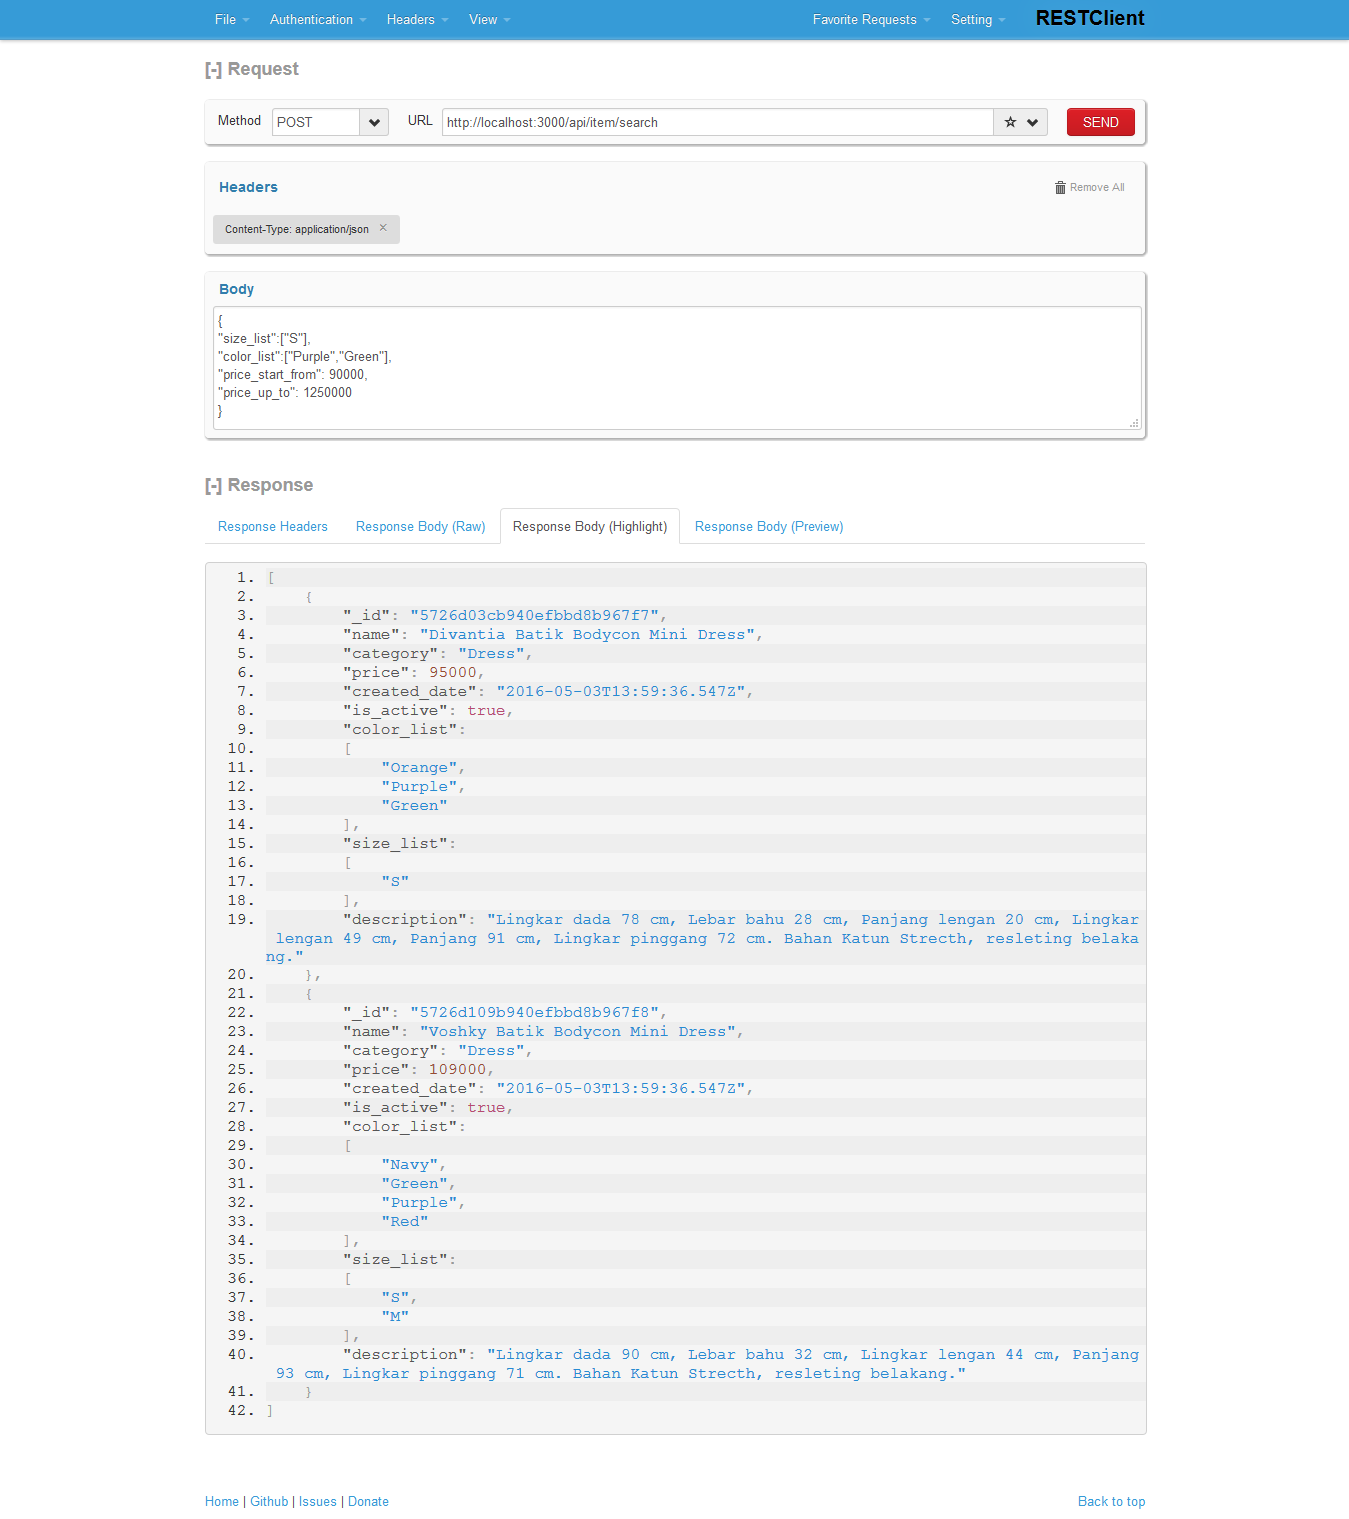 File Authentication Headers View Favorite Requests Setting RESTClient
[-] Request
Method POST URL http://localhost:3000/api/item/search SEND
Headers Remove All
Content-Type: application/json ×
Body
{
"size_list":["S"],
"color_list":["Purple","Green"],
"price_start_from": 90000,
"price_up_to": 1250000
}
[-] Response
Response Headers Response Body (Raw) Response Body (Highlight) Response Body (Preview)
1. [
2. {
3. "_id": "5726d03cb940efbbd8b967f7",
4. "name": "Divantia Batik Bodycon Mini Dress",
5. "category": "Dress",
6. "price": 95000,
7. "created_date": "2016-05-03T13:59:36.547Z",
8. "is_active": true,
9. "color_list":
10. [
11. "Orange",
12. "Purple",
13. "Green"
14. ],
15. "size_list":
16. [
17. "S"
18. ],
19. "description": "Lingkar dada 78 cm, Lebar bahu 28 cm, Panjang lengan 20 cm, Lingkar
lengan 49 cm, Panjang 91 cm, Lingkar pinggang 72 cm. Bahan Katun Strecth, resleting belaka
ng."
20. },
21. {
22. "_id": "5726d109b940efbbd8b967f8",
23. "name": "Voshky Batik Bodycon Mini Dress",
24. "category": "Dress",
25. "price": 109000,
26. "created_date": "2016-05-03T13:59:36.547Z",
27. "is_active": true,
28. "color_list":
29. [
30. "Navy",
31. "Green",
32. "Purple",
33. "Red"
34. ],
35. "size_list":
36. [
37. "S",
38. "M"
39. ],
40. "description": "Lingkar dada 90 cm, Lebar bahu 32 cm, Lingkar lengan 44 cm, Panjang
93 cm, Lingkar pinggang 71 cm. Bahan Katun Strecth, resleting belakang."
41. }
42. ]
Home | Github | Issues | Donate Back to top